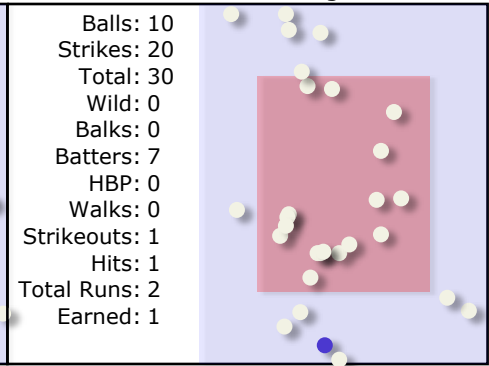 Balls: 10
Strikes: 20
Total: 30
Wild: 0
Balks: 0
Batters: 7
HBP: 0
Walks: 0
Strikeouts: 1
Hits: 1
Total Runs: 2
Earned: 1